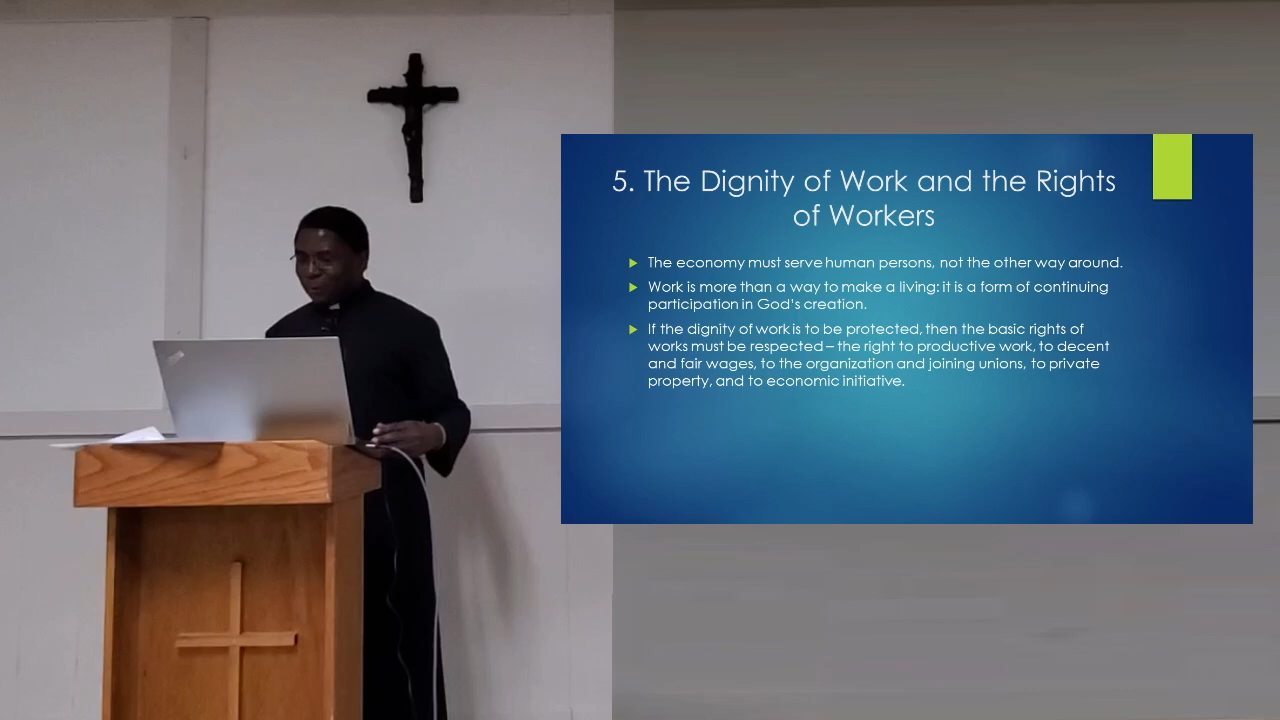 5. The Dignity of Work and the Rights
of Workers
The economy must serve human persons, not the other way around.
Work is more than a way to make a living: it is a form of continuing
participation in God's creation.
If the dignity of work is to be protected, then the basic rights of
works must be respected – the right to productive work, to decent
and fair wages, to the organization and joining unions, to private
property, and to economic initiative.